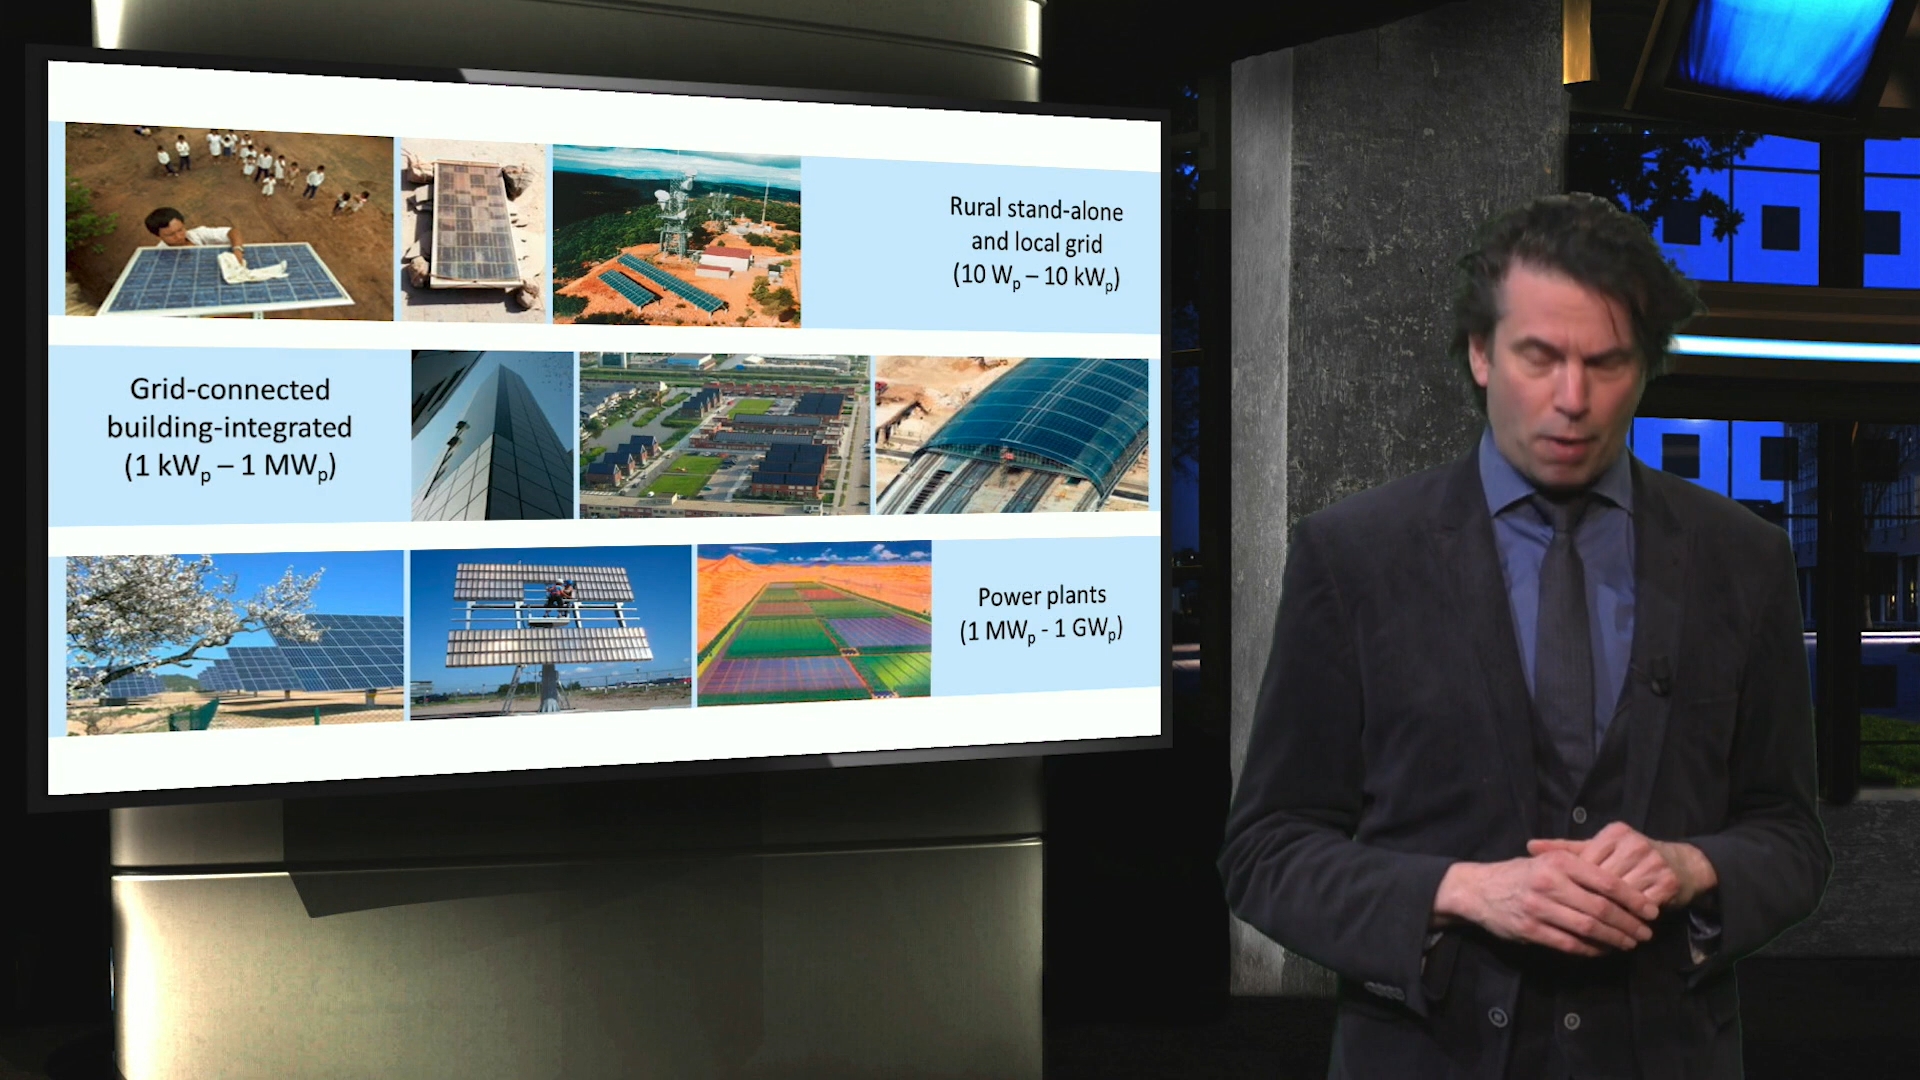 Rural stand-alone
and local grid
(10 Wp – 10 kWp)
Grid-connected
building-integrated
(1 kWp – 1 MWp)
Power plants
(1 MWp - 1 GWp)